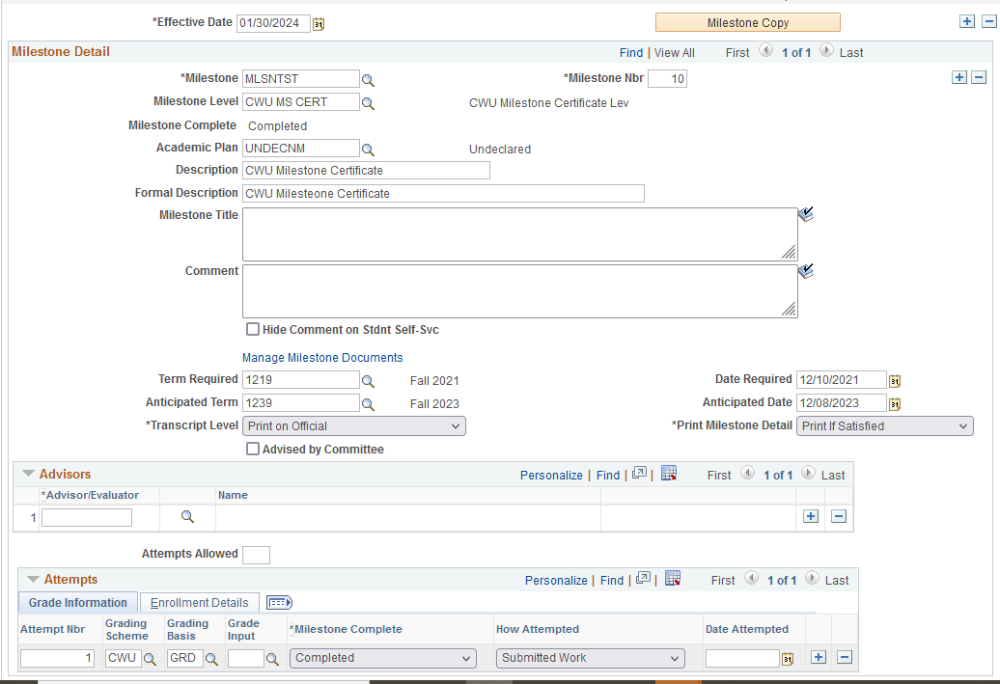 *Effective Date 01/30/2024 31 Milestone Copy
Milestone Detail Find | View All First 1 of 1 Last
*Milestone MLSNTST *Milestone Nbr 10
Milestone Level CWU MS CERT CWU Milestone Certificate Lev
Milestone Complete Completed
Academic Plan UNDECNM Undeclared
Description CWU Milestone Certificate
Formal Description CWU Milesteone Certificate
Milestone Title
Comment
Hide Comment on Stdnt Self-Svc
Manage Milestone Documents
Term Required 1219 Fall 2021 Date Required 12/10/2021 31
Anticipated Term 1239 Fall 2023 Anticipated Date 12/08/2023 31
*Transcript Level Print on Official *Print Milestone Detail Print If Satisfied
Advised by Committee
Advisors Personalize | Find | | First 1 of 1 Last
*Advisor/Evaluator Name
1
Attempts Allowed
Attempts Personalize | Find | | First 1 of 1 Last
Grade Information Enrollment Details
Attempt Nbr Grading Scheme Grading Basis Grade Input *Milestone Complete How Attempted Date Attempted
1 CWU GRD Completed Submitted Work 31